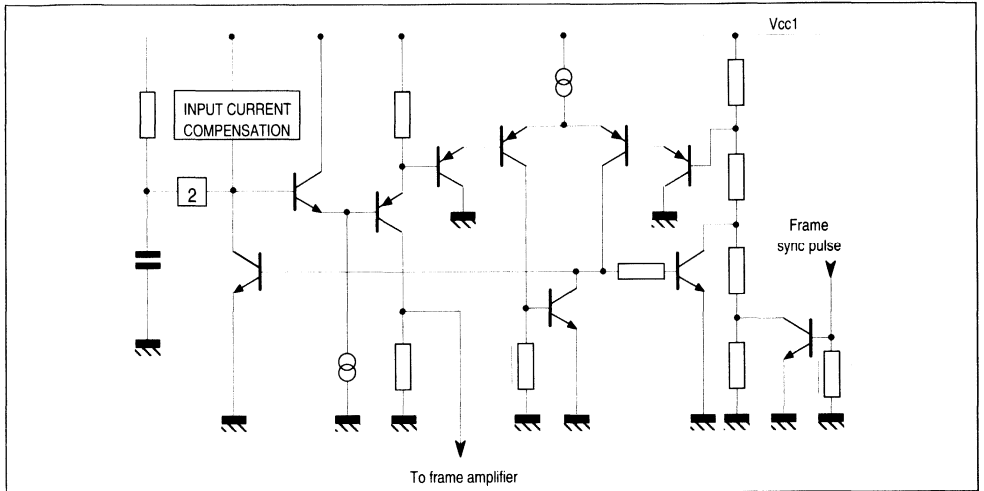 Vcc1
INPUT CURRENT
COMPENSATION
2
Frame
sync pulse
To frame amplifier